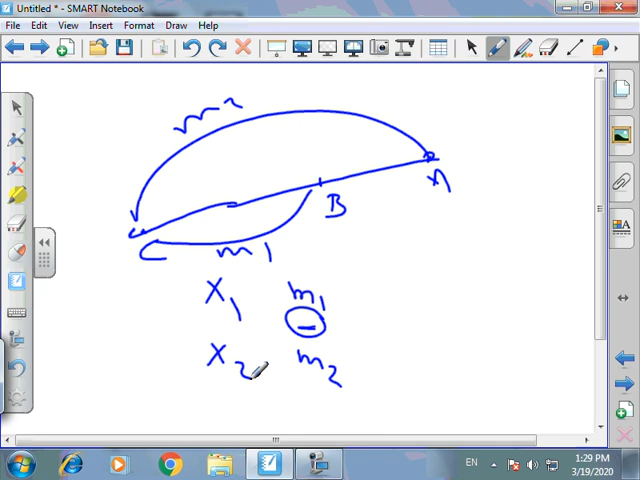 Untitled * - SMART Notebook
File Edit View Insert Format Tools Draw Help
m2
A
B
C
m1
X1 m1
−
X2 m2
EN
1:29 PM
3/19/2020